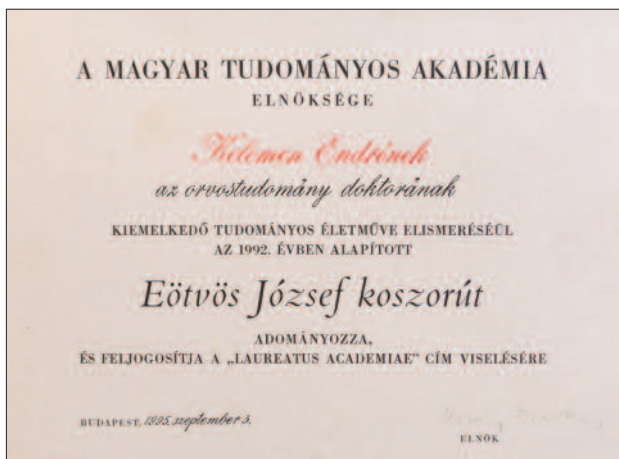 A MAGYAR TUDOMÁNYOS AKADÉMIA
ELNÖKSÉGE
Kelemen Endrének
az orvostudomány doktorának
KIEMELKEDŐ TUDOMÁNYOS ÉLETMŰVE ELISMERÉSÉÜL
AZ 1992. ÉVBEN ALAPÍTOTT
Eötvös József koszorút
ADOMÁNYOZZA,
ÉS FELJOGOSÍTJA A „LAUREATUS ACADEMIAE” CÍM VISELÉSÉRE
BUDAPEST, 1995. szeptember 3.
ELNÖK